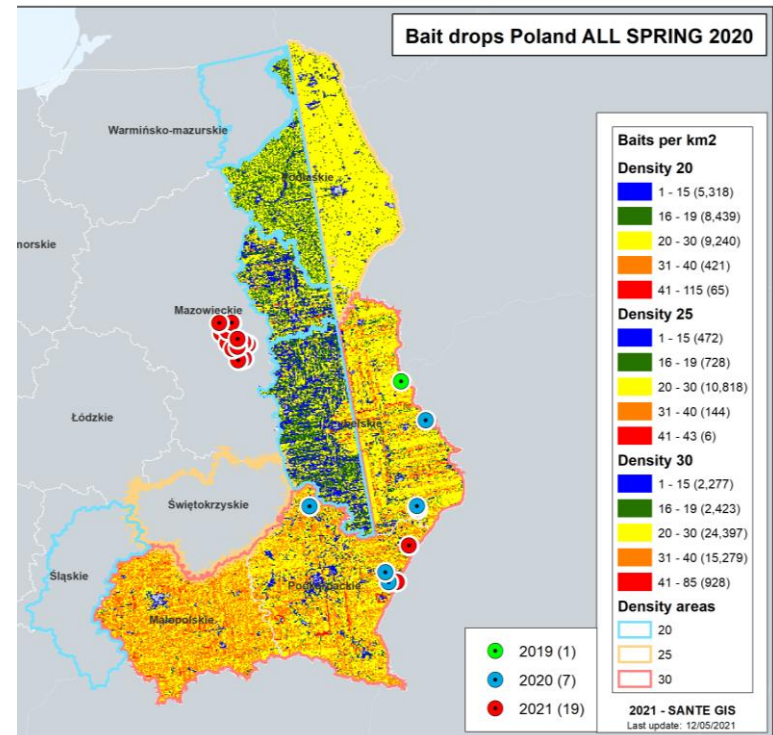 Bait drops Poland ALL SPRING 2020
Warmińsko-mazurskie
Podlaskie
morskie
Mazowieckie
Łódzkie
Lubelskie
Świętokrzyskie
Śląskie
Podkarpackie
Małopolskie
Baits per km2
Density 20
1 - 15 (5,318)
16 - 19 (8,439)
20 - 30 (9,240)
31 - 40 (421)
41 - 115 (65)
Density 25
1 - 15 (472)
16 - 19 (728)
20 - 30 (10,818)
31 - 40 (144)
41 - 43 (6)
Density 30
1 - 15 (2,277)
16 - 19 (2,423)
20 - 30 (24,397)
31 - 40 (15,279)
41 - 85 (928)
Density areas
20
25
30
2019 (1)
2020 (7)
2021 (19)
2021 - SANTE GIS
Last update: 12/05/2021